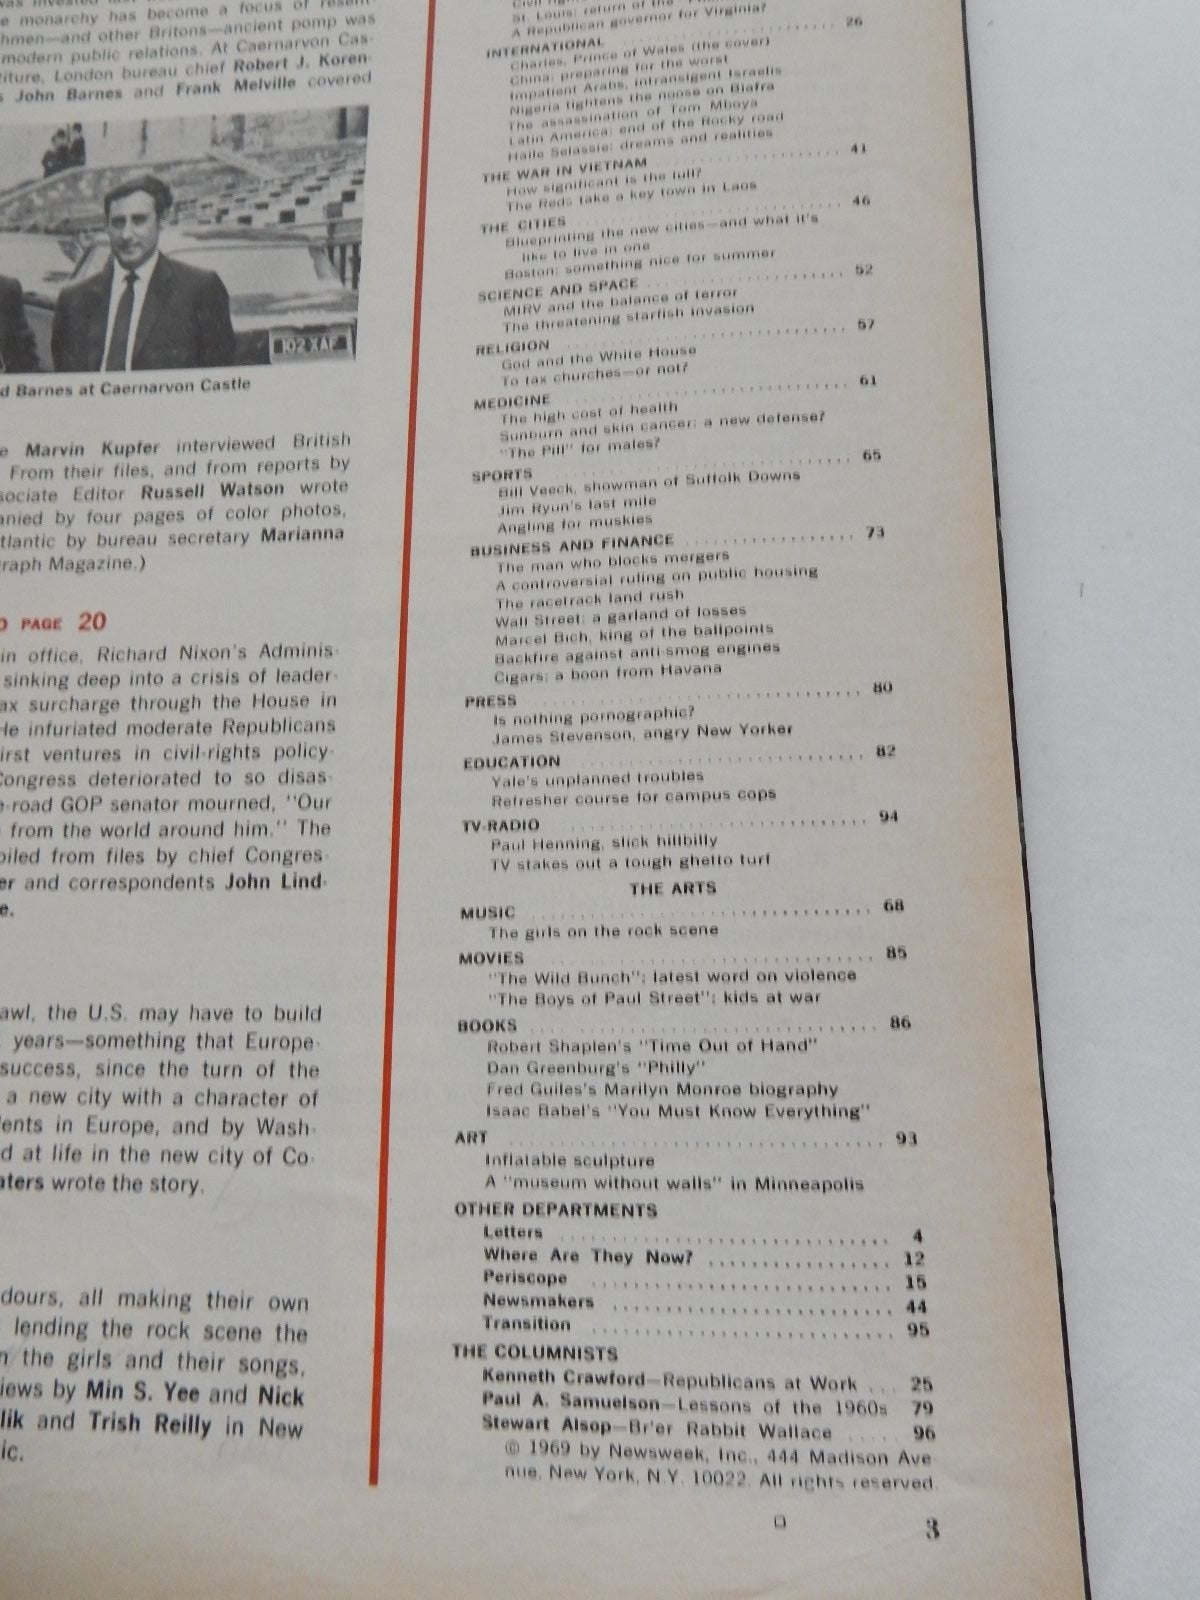 e monarchy has become a focus of resent-
hmen—and other Britons—ancient pomp was
modern public relations. At Caernarvon Cas-
iture, London bureau chief Robert J. Koren-
s John Barnes and Frank Melville covered
102 XAF
d Barnes at Caernarvon Castle
e Marvin Kupfer interviewed British
From their files, and from reports by
sociate Editor Russell Watson wrote
anied by four pages of color photos,
tlantic by bureau secretary Marianna
raph Magazine.)
PAGE 20
in office, Richard Nixon's Adminis-
sinking deep into a crisis of leader-
ax surcharge through the House in
He infuriated moderate Republicans
irst ventures in civil-rights policy-
Congress deteriorated to so disas-
e-road GOP senator mourned, "Our
from the world around him." The
piled from files by chief Congres-
er and correspondents John Lind-
e.
awl, the U.S. may have to build
years—something that Europe-
success, since the turn of the
a new city with a character of
ents in Europe, and by Wash-
d at life in the new city of Co-
aters wrote the story.
dours, all making their own
lending the rock scene the
n the girls and their songs,
iews by Min S. Yee and Nick
lik and Trish Reilly in New
ic.
St. Louis: return of the
A Republican governor for Virginia?
INTERNATIONAL 26
Charles, Prince of Wales (the cover)
China: preparing for the worst
Impatient Arabs, intransigent Israelis
Nigeria tightens the noose on Biafra
The assassination of Tom Mboya
Latin America: end of the Rocky road
Haile Selassie: dreams and realities
THE WAR IN VIETNAM 41
How significant is the lull?
The Reds take a key town in Laos
THE CITIES 46
Blueprinting the new cities—and what it's
like to live in one
Boston: something nice for summer
SCIENCE AND SPACE 52
MIRV and the balance of terror
The threatening starfish invasion
RELIGION 57
God and the White House
To tax churches—or not?
MEDICINE 61
The high cost of health
Sunburn and skin cancer: a new defense?
"The Pill" for males?
SPORTS 65
Bill Veeck, showman of Suffolk Downs
Jim Ryun's last mile
Angling for muskies
BUSINESS AND FINANCE 73
The man who blocks mergers
A controversial ruling on public housing
The racetrack land rush
Wall Street: a garland of losses
Marcel Bich, king of the ballpoints
Backfire against anti-smog engines
Cigars: a boon from Havana
PRESS 80
Is nothing pornographic?
James Stevenson, angry New Yorker
EDUCATION 82
Yale's unplanned troubles
Refresher course for campus cops
TV-RADIO 94
Paul Henning, slick hillbilly
TV stakes out a tough ghetto turf
THE ARTS
MUSIC 68
The girls on the rock scene
MOVIES 85
"The Wild Bunch"; latest word on violence
"The Boys of Paul Street"; kids at war
BOOKS 86
Robert Shaplen's "Time Out of Hand"
Dan Greenburg's "Philly"
Fred Guiles's Marilyn Monroe biography
Isaac Babel's "You Must Know Everything"
ART 93
Inflatable sculpture
A "museum without walls" in Minneapolis
OTHER DEPARTMENTS
Letters 4
Where Are They Now? 12
Periscope 15
Newsmakers 44
Transition 95
THE COLUMNISTS
Kenneth Crawford—Republicans at Work 25
Paul A. Samuelson—Lessons of the 1960s 79
Stewart Alsop—Br'er Rabbit Wallace 96
© 1969 by Newsweek, Inc., 444 Madison Ave-
nue, New York, N.Y. 10022. All rights reserved.
3